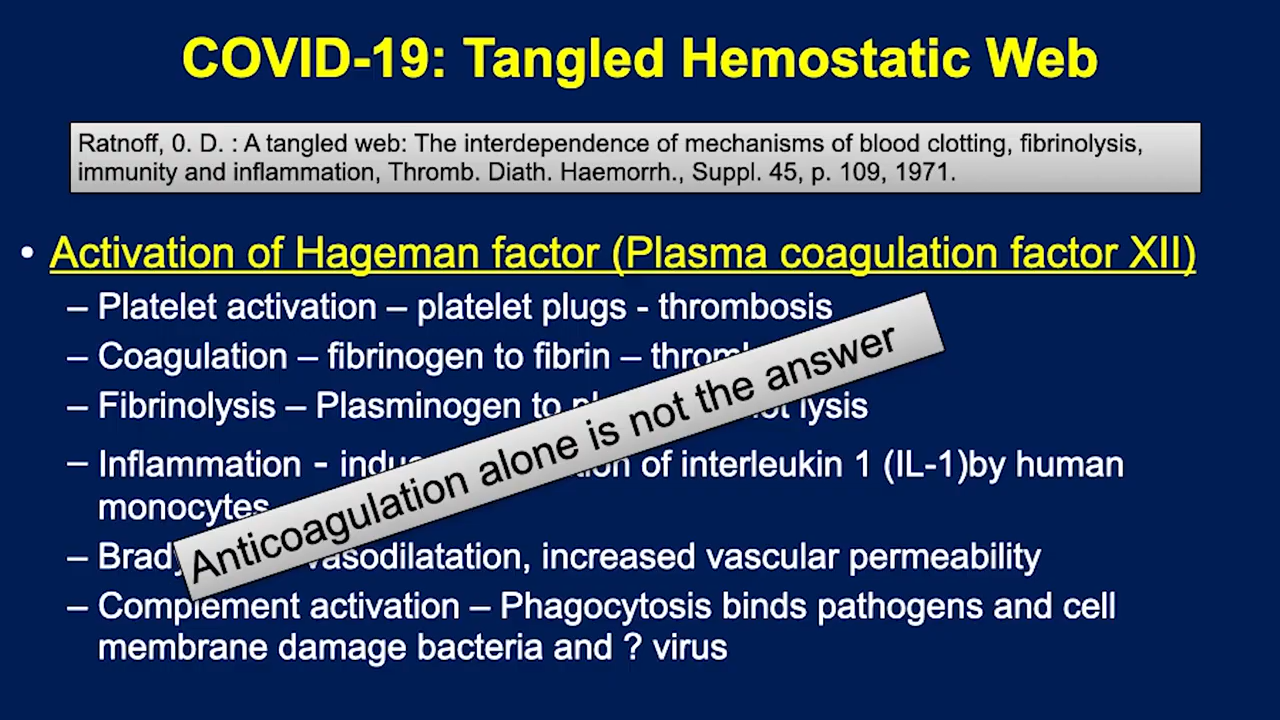 COVID-19: Tangled Hemostatic Web
Ratnoff, 0. D. : A tangled web: The interdependence of mechanisms of blood clotting, fibrinolysis,
immunity and inflammation, Thromb. Diath. Haemorrh., Suppl. 45, p. 109, 1971.
• Activation of Hageman factor (Plasma coagulation factor XII)
– Platelet activation – platelet plugs - thrombosis
– Coagulation – fibrinogen to fibrin –
– Fibrinolysis – Plasminogen to lysis
– Inflammation - of interleukin 1 (IL-1)by human
monocytes
– vasodilatation, increased vascular permeability
– Complement activation – Phagocytosis binds pathogens and cell
membrane damage bacteria and ? virus
Anticoagulation alone is not the answer